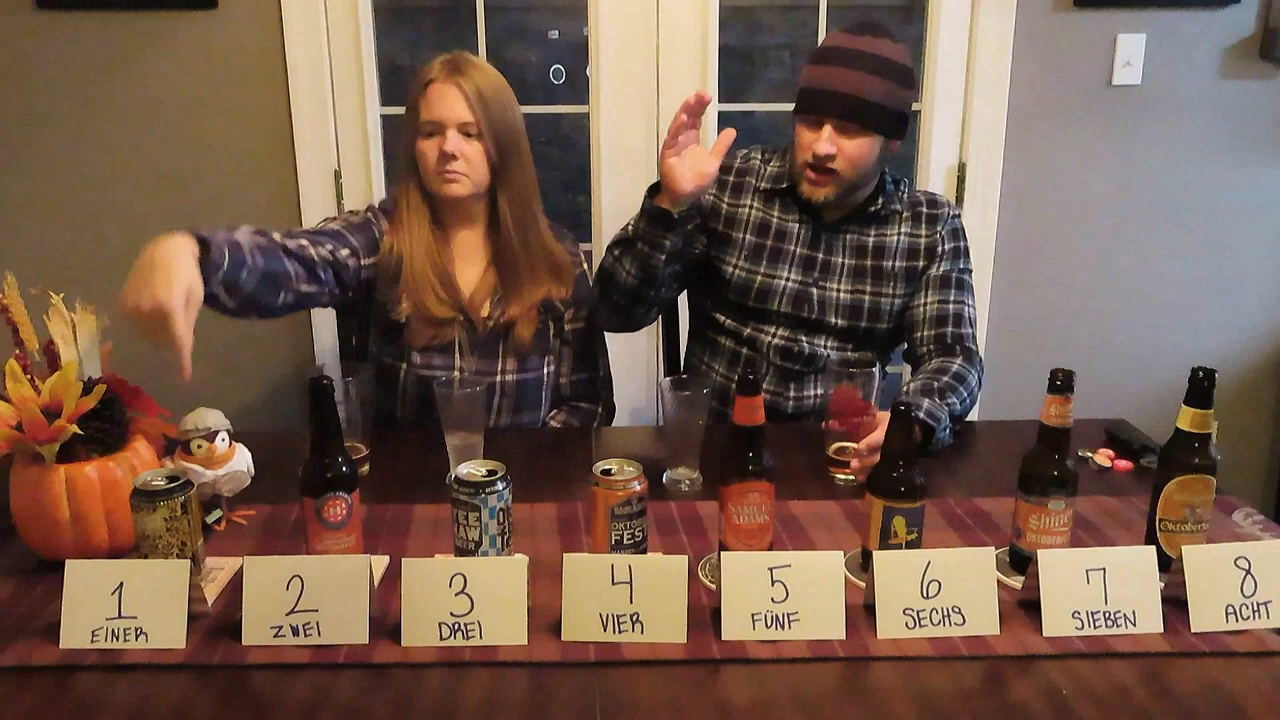 1
EINER
2
ZWEI
3
DREI
4
VIER
5
FÜNF
6
SECHS
7
SIEBEN
8
ACHT
OKTOBER
FEST
SAMUEL
ADAMS
Shiner
OKTOBERFEST
Oktoberfest